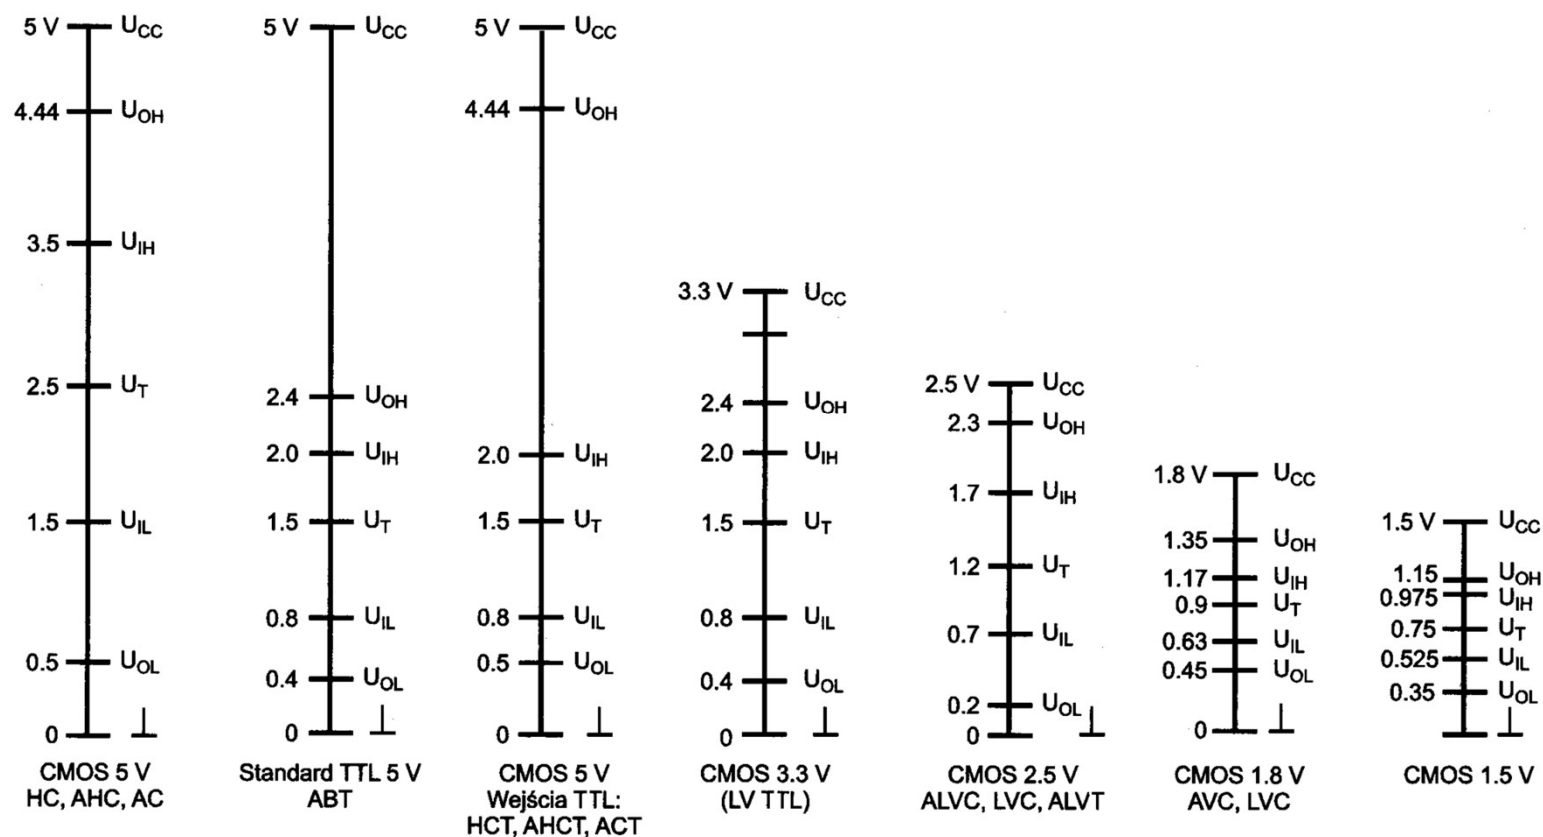 5 V U_CC
4.44 U_OH
3.5 U_IH
2.5 U_T
1.5 U_IL
0.5 U_OL
0
CMOS 5 V
HC, AHC, AC
5 V U_CC
2.4 U_OH
2.0 U_IH
1.5 U_T
0.8 U_IL
0.4 U_OL
0
Standard TTL 5 V
ABT
5 V U_CC
4.44 U_OH
2.0 U_IH
1.5 U_T
0.8 U_IL
0.5 U_OL
0
CMOS 5 V
Wejścia TTL:
HCT, AHCT, ACT
3.3 V U_CC
2.4 U_OH
2.0 U_IH
1.5 U_T
0.8 U_IL
0.4 U_OL
0
CMOS 3.3 V
(LV TTL)
2.5 V U_CC
2.3 U_OH
1.7 U_IH
1.2 U_T
0.7 U_IL
0.2 U_OL
0
CMOS 2.5 V
ALVC, LVC, ALVT
1.8 V U_CC
1.35 U_OH
1.17 U_IH
0.9 U_T
0.63 U_IL
0.45 U_OL
0
CMOS 1.8 V
AVC, LVC
1.5 V U_CC
1.15 U_OH
0.975 U_IH
0.75 U_T
0.525 U_IL
0.35 U_OL
CMOS 1.5 V